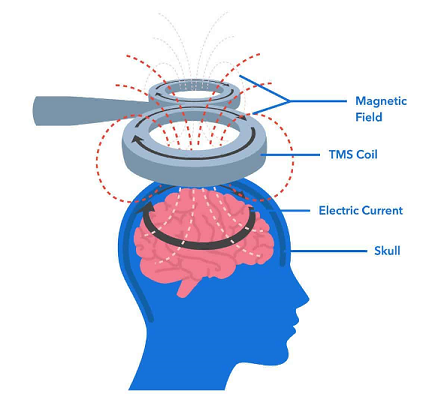 Magnetic
Field
TMS Coil
Electric Current
Skull